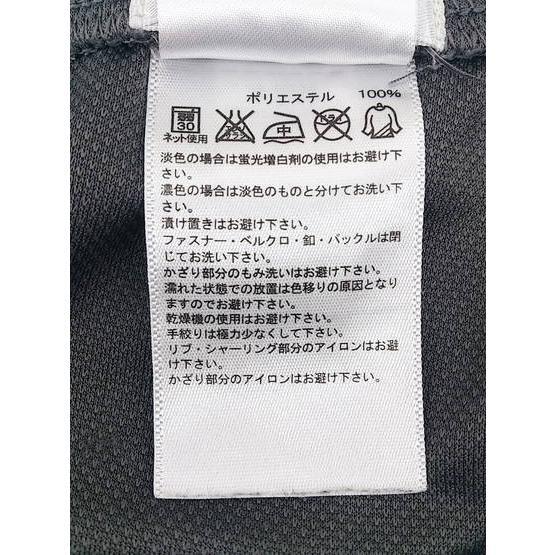 ポリエステル 100%
30 エンソ サラシ 中 ドライ
ネット使用
淡色の場合は蛍光増白剤の使用はお避け下
さい。
濃色の場合は淡色のものと分けてお洗い下
さい。
漬け置きはお避け下さい。
ファスナー・ベルクロ・釦・バックルは閉
じてお洗い下さい。
かざり部分のもみ洗いはお避け下さい。
濡れた状態での放置は色移りの原因となり
ますのでお避け下さい。
乾燥機の使用はお避け下さい。
手絞りは極力少なくして下さい。
リブ・シャーリング部分のアイロンはお避
け下さい。
かざり部分のアイロンはお避け下さい。